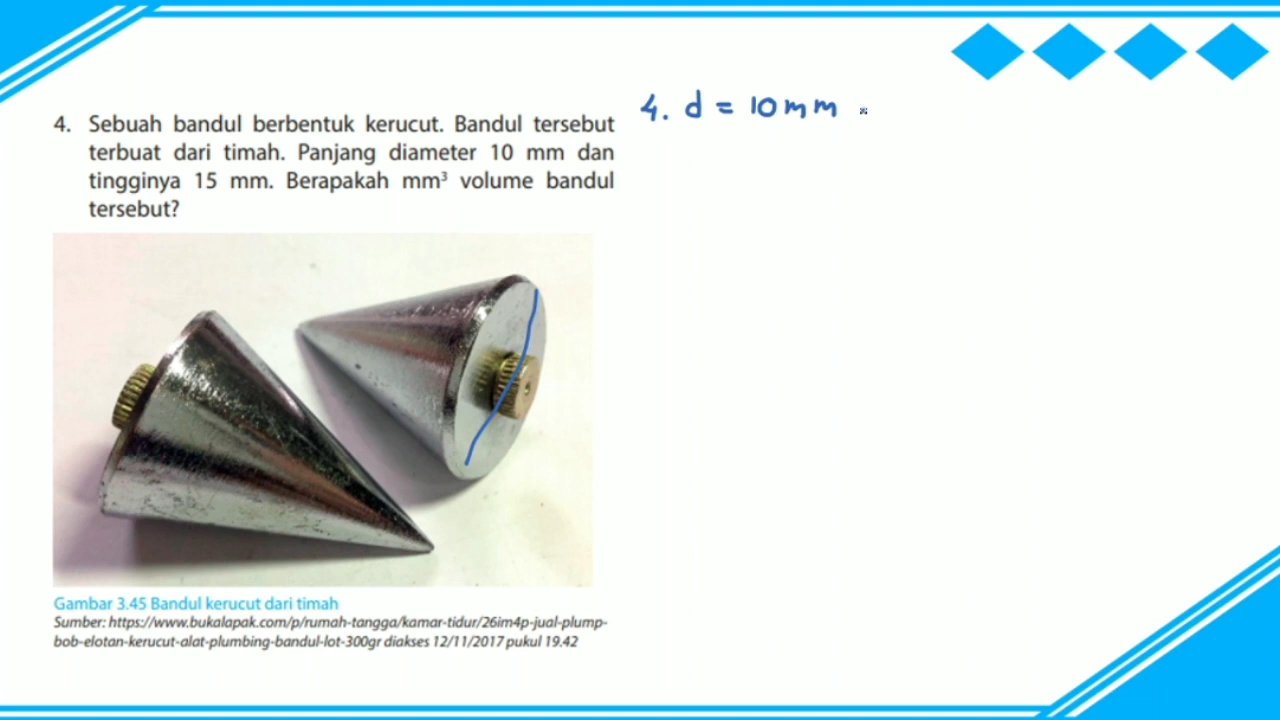 4. Sebuah bandul berbentuk kerucut. Bandul tersebut
terbuat dari timah. Panjang diameter 10 mm dan
tingginya 15 mm. Berapakah mm³ volume bandul
tersebut?
Gambar 3.45 Bandul kerucut dari timah
Sumber: https://www.bukalapak.com/p/rumah-tangga/kamar-tidur/26im4p-jual-plump-
bob-elotan-kerucut-alat-plumbing-bandul-lot-300gr diakses 12/11/2017 pukul 19.42
4. d = 10 mm